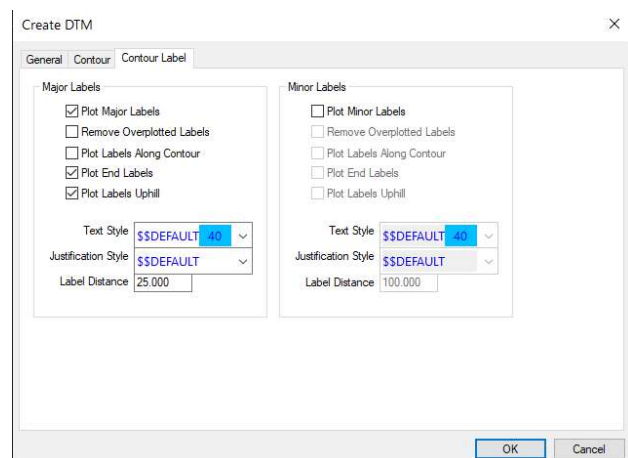 Create DTM
General Contour Contour Label
Major Labels
Plot Major Labels
Remove Overplotted Labels
Plot Labels Along Contour
Plot End Labels
Plot Labels Uphill
Text Style $$DEFAULT 40
Justification Style $$DEFAULT
Label Distance 25.000
Minor Labels
Plot Minor Labels
Remove Overplotted Labels
Plot Labels Along Contour
Plot End Labels
Plot Labels Uphill
Text Style $$DEFAULT 40
Justification Style $$DEFAULT
Label Distance 100.000
OK Cancel